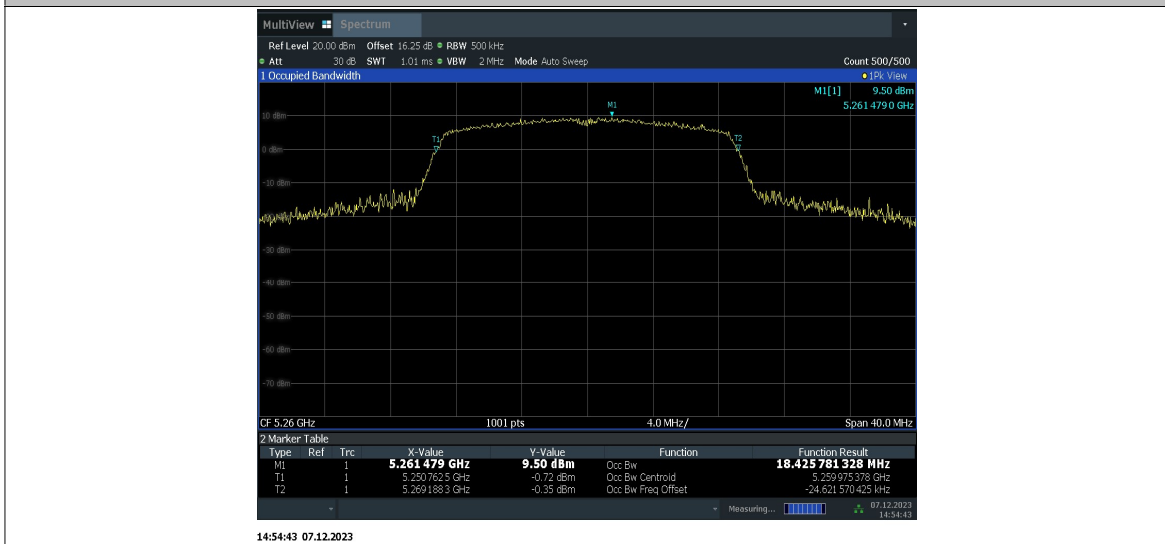 MultiView Spectrum
Ref Level 20.00 dBm Offset 16.25 dB RBW 500 kHz
Att 30 dB SWT 1.01 ms VBW 2 MHz Mode Auto Sweep Count 500/500
1 Occupied Bandwidth 1Pk View
M1[1] 9.50 dBm
5.261 479 0 GHz
M1
10 dBm
T1
T2
0 dBm
-10 dBm
-30 dBm
-40 dBm
-50 dBm
-60 dBm
-70 dBm
CF 5.26 GHz 1001 pts 4.0 MHz/ Span 40.0 MHz
2 Marker Table
Type Ref Trc X-Value Y-Value Function Function Result
M1 1 5.261 479 GHz 9.50 dBm Occ Bw 18.425 781 328 MHz
T1 1 5.250 762 5 GHz -0.72 dBm Occ Bw Centroid 5.259 975 378 GHz
T2 1 5.269 188 3 GHz -0.35 dBm Occ Bw Freq Offset -24.621 570 425 kHz
Measuring... 07.12.2023
14:54:43
14:54:43 07.12.2023